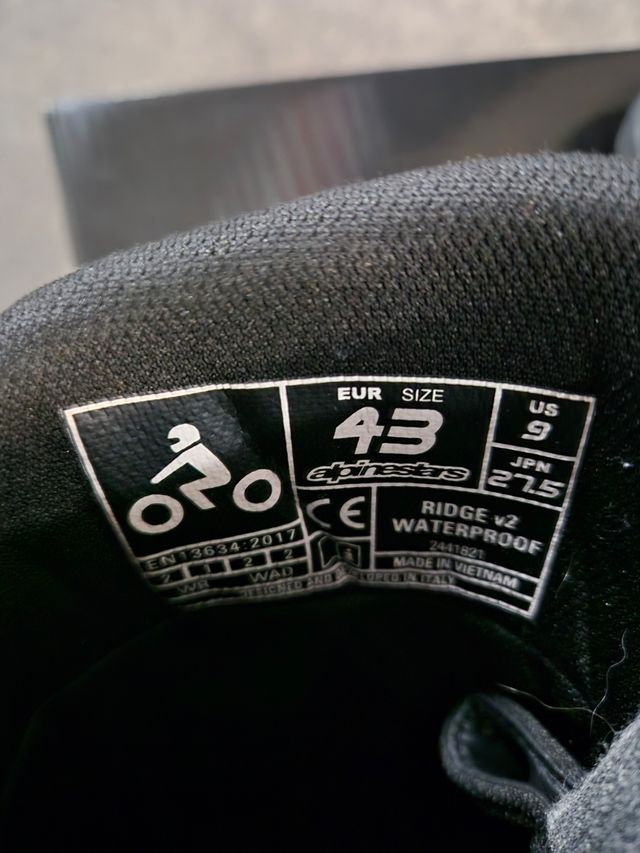 EUR SIZE
43
alpinestars
US
9
JPN
27.5
EN13634:2017
2 1 2 2
WR WAD
CE
RIDGE v2
WATERPROOF
2441821
MADE IN VIETNAM
DESIGNED AND DEVELOPED IN ITALY